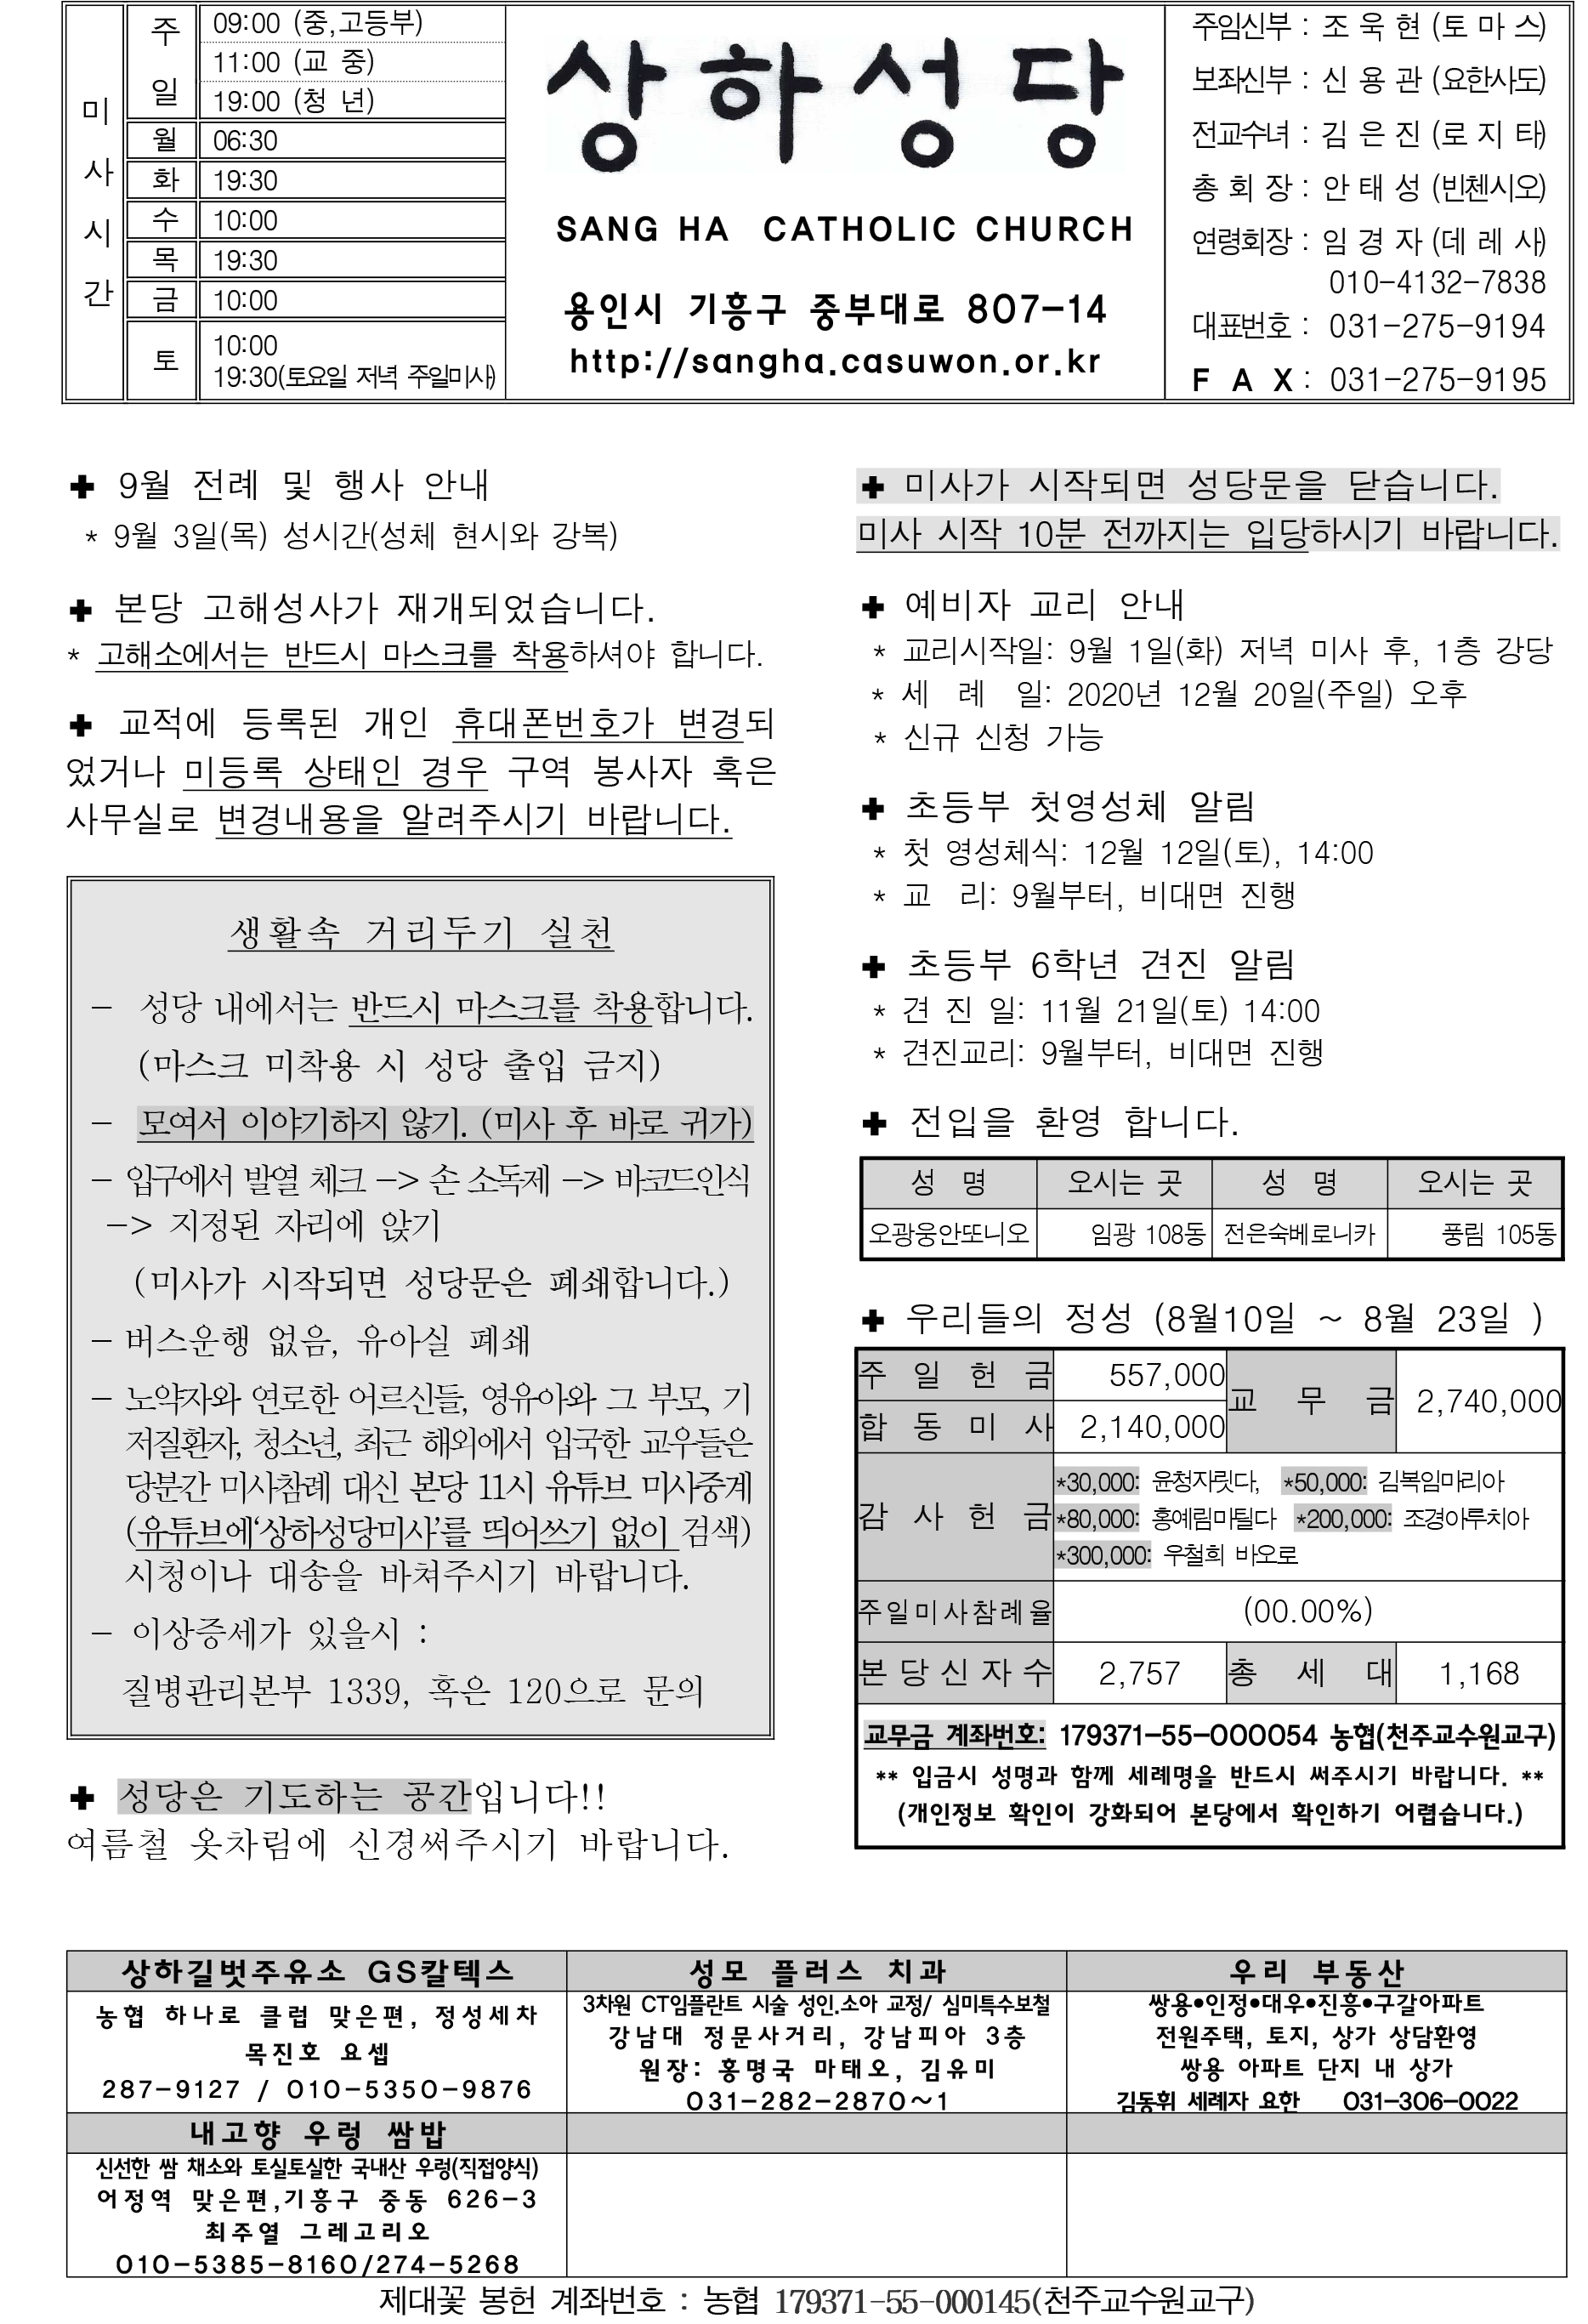 미사시간
주일
09:00 (중,고등부)
11:00 (교 중)
19:00 (청 년)
월 06:30
화 19:30
수 10:00
목 19:30
금 10:00
토 10:00
19:30(토요일 저녁 주일미사)
상하성당
SANG HA CATHOLIC CHURCH
용인시 기흥구 중부대로 807-14
http://sangha.casuwon.or.kr
주임신부 : 조 욱 현 (토 마 스)
보좌신부 : 신 용 관 (요한사도)
전교수녀 : 김 은 진 (로 지 타)
총 회 장 : 안 태 성 (빈첸시오)
연령회장 : 임 경 자 (데 레 사)
010-4132-7838
대표번호 : 031-275-9194
F A X : 031-275-9195
✚ 9월 전례 및 행사 안내
* 9월 3일(목) 성시간(성체 현시와 강복)
✚ 본당 고해성사가 재개되었습니다.
* 고해소에서는 반드시 마스크를 착용하셔야 합니다.
✚ 교적에 등록된 개인 휴대폰번호가 변경되
었거나 미등록 상태인 경우 구역 봉사자 혹은
사무실로 변경내용을 알려주시기 바랍니다.
생활속 거리두기 실천
- 성당 내에서는 반드시 마스크를 착용합니다.
(마스크 미착용 시 성당 출입 금지)
- 모여서 이야기하지 않기. (미사 후 바로 귀가)
- 입구에서 발열 체크 -> 손 소독제 -> 바코드인식
-> 지정된 자리에 앉기
(미사가 시작되면 성당문은 폐쇄합니다.)
- 버스운행 없음, 유아실 폐쇄
- 노약자와 연로한 어르신들, 영유아와 그 부모, 기
저질환자, 청소년, 최근 해외에서 입국한 교우들은
당분간 미사참례 대신 본당 11시 유튜브 미사중계
(유튜브에‘상하성당미사’를 띄어쓰기 없이 검색)
시청이나 대송을 바쳐주시기 바랍니다.
- 이상증세가 있을시 :
질병관리본부 1339, 혹은 120으로 문의
✚ 성당은 기도하는 공간입니다!!
여름철 옷차림에 신경써주시기 바랍니다.
✚ 미사가 시작되면 성당문을 닫습니다.
미사 시작 10분 전까지는 입당하시기 바랍니다.
✚ 예비자 교리 안내
* 교리시작일: 9월 1일(화) 저녁 미사 후, 1층 강당
* 세 례 일: 2020년 12월 20일(주일) 오후
* 신규 신청 가능
✚ 초등부 첫영성체 알림
* 첫 영성체식: 12월 12일(토), 14:00
* 교 리: 9월부터, 비대면 진행
✚ 초등부 6학년 견진 알림
* 견 진 일: 11월 21일(토) 14:00
* 견진교리: 9월부터, 비대면 진행
✚ 전입을 환영 합니다.
성 명 오시는 곳 성 명 오시는 곳
오광웅안또니오 임광 108동 전은숙베로니카 풍림 105동
✚ 우리들의 정성 (8월10일 ~ 8월 23일 )
주 일 헌 금 557,000 교 무 금 2,740,000
합 동 미 사 2,140,000
감 사 헌 금
*30,000: 윤청자릿다, *50,000: 김복임마리아
*80,000: 홍예림마틸다 *200,000: 조경아루치아
*300,000: 우철희 바오로
주일미사참례율 (00.00%)
본 당 신 자 수 2,757 총 세 대 1,168
교무금 계좌번호: 179371-55-000054 농협(천주교수원교구)
** 입금시 성명과 함께 세례명을 반드시 써주시기 바랍니다. **
(개인정보 확인이 강화되어 본당에서 확인하기 어렵습니다.)
상하길벗주유소 GS칼텍스
농협 하나로 클럽 맞은편, 정성세차
목진호 요셉
287-9127 / 010-5350-9876
성모 플러스 치과
3차원 CT임플란트 시술 성인.소아 교정/ 심미특수보철
강남대 정문사거리, 강남피아 3층
원장: 홍명국 마태오, 김유미
031-282-2870~1
우리 부동산
쌍용•인정•대우•진흥•구갈아파트
전원주택, 토지, 상가 상담환영
쌍용 아파트 단지 내 상가
김동휘 세례자 요한 031-306-0022
내고향 우렁 쌈밥
신선한 쌈 채소와 토실토실한 국내산 우렁(직접양식)
어정역 맞은편,기흥구 중동 626-3
최주열 그레고리오
010-5385-8160/274-5268
제대꽃 봉헌 계좌번호 : 농협 179371-55-000145(천주교수원교구)